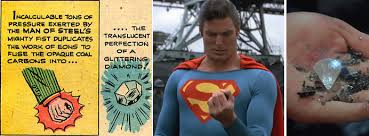 INCALCULABLE TONS OF
PRESSURE EXERTED BY
THE MAN OF STEEL'S
MIGHTY FIST DUPLICATES
THE WORK OF EONS TO
FUSE THE OPAQUE COAL
CARBONS INTO ...
.... THE
TRANSLUCENT
PERFECTION
OF A
GLITTERING
DIAMOND!
S